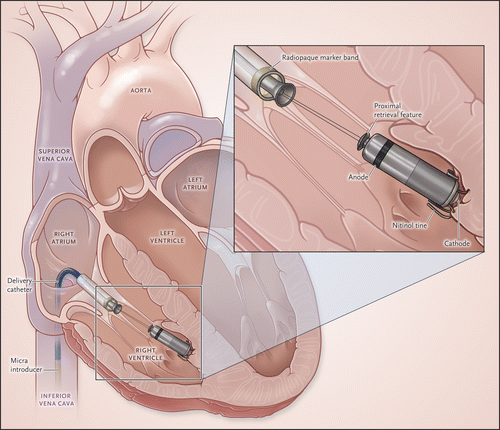 Radiopaque marker band
AORTA
Proximal
retrieval feature
SUPERIOR
VENA CAVA
Anode
LEFT
ATRIUM
Nitinol tine
RIGHT
ATRIUM
LEFT
VENTRICLE
Cathode
Delivery
catheter
RIGHT
VENTRICLE
Micra
introducer
INFERIOR
VENA CAVA